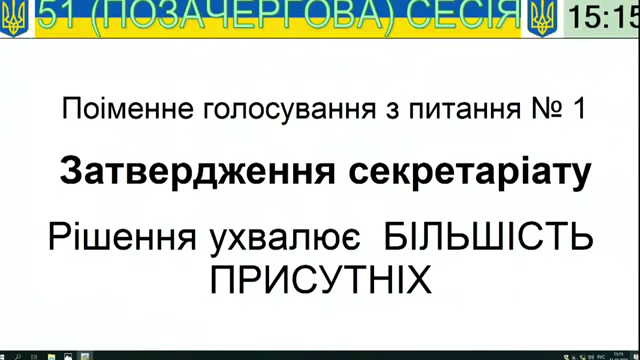 51 (ПОЗАЧЕРГОВА) СЕСІЯ
15:15
Поіменне голосування з питання № 1
Затвердження секретаріату
Рішення ухвалює БІЛЬШІСТЬ
ПРИСУТНІХ